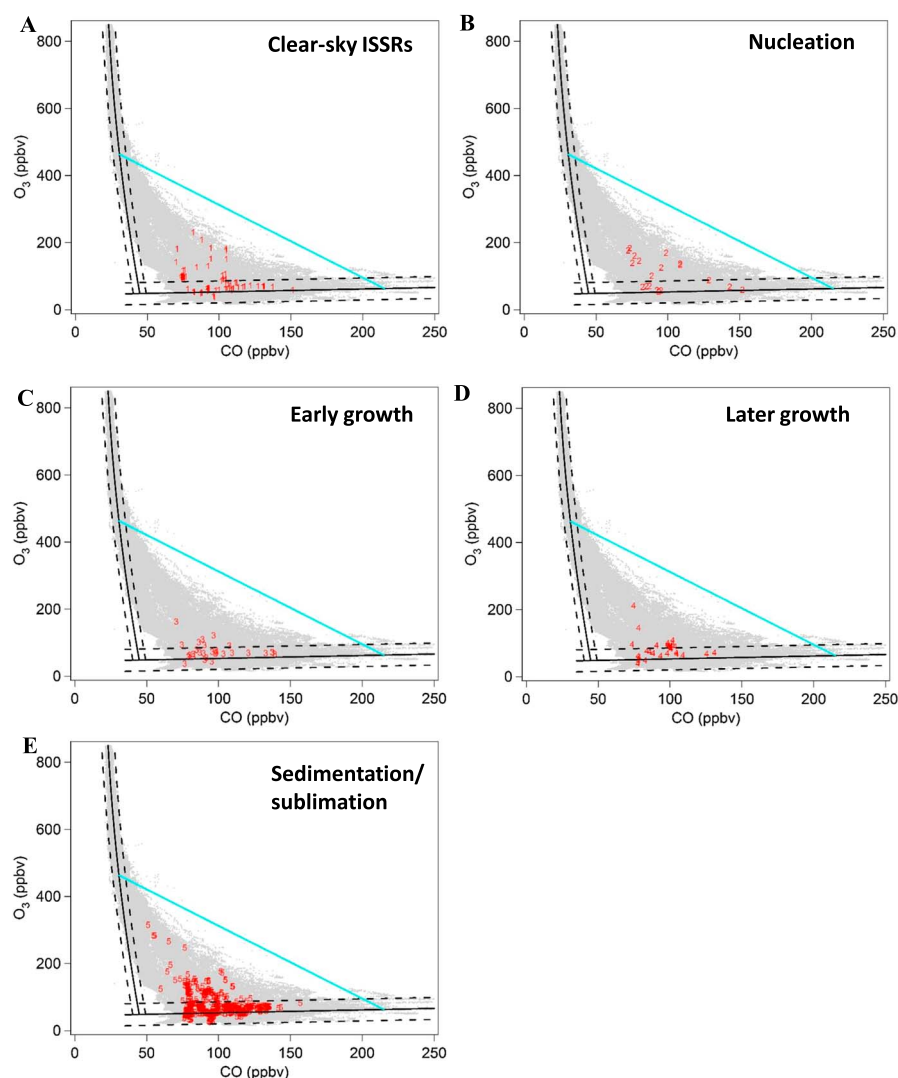 A
Clear-sky ISSRs
800
600
400
200
0
O3 (ppbv)
0 50 100 150 200 250
CO (ppbv)
B
Nucleation
800
600
400
200
0
O3 (ppbv)
0 50 100 150 200 250
CO (ppbv)
C
Early growth
800
600
400
200
0
O3 (ppbv)
0 50 100 150 200 250
CO (ppbv)
D
Later growth
800
600
400
200
0
O3 (ppbv)
0 50 100 150 200 250
CO (ppbv)
E
Sedimentation/
sublimation
800
600
400
200
0
O3 (ppbv)
0 50 100 150 200 250
CO (ppbv)